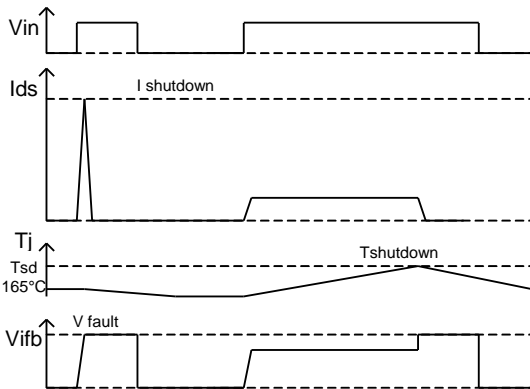 Vin
Ids
I shutdown
Tj
Tshutdown
Tsd
165°C
V fault
Vifb